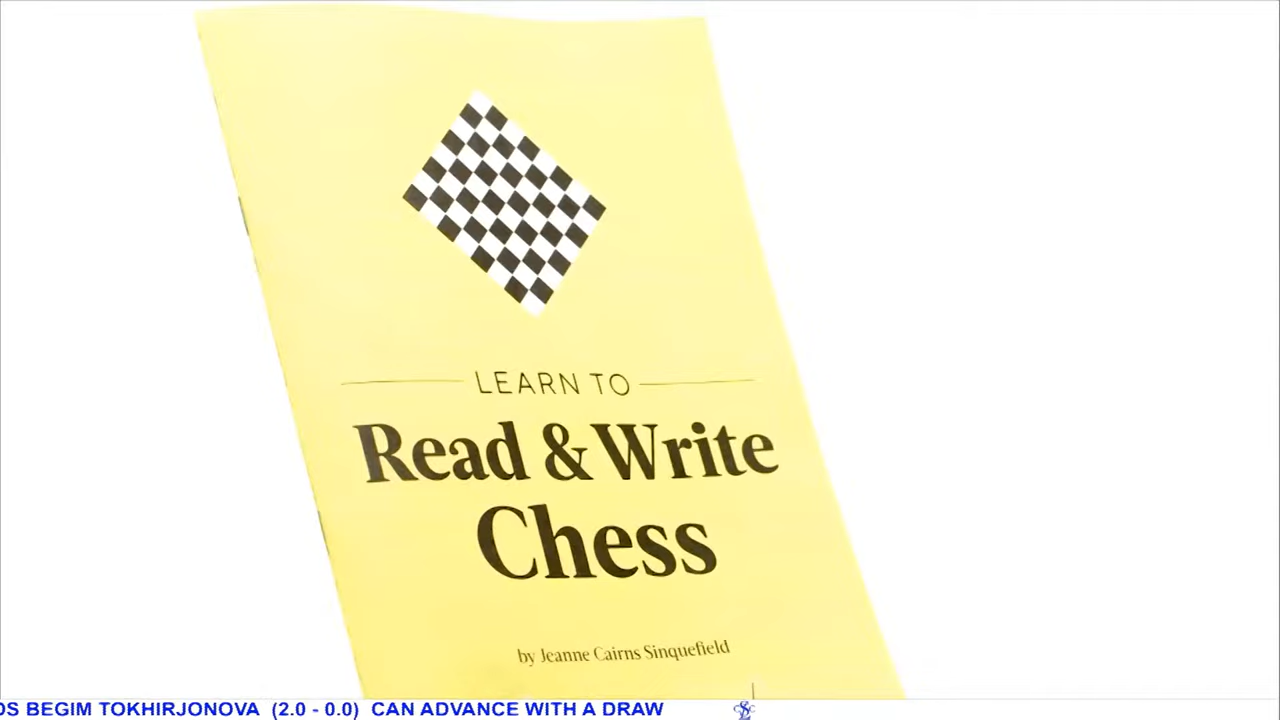 LEARN TO
Read & Write
Chess
by Jeanne Cairns Sinquefield
BEGIM TOKHIRJONOVA (2.0 - 0.0) CAN ADVANCE WITH A DRAW